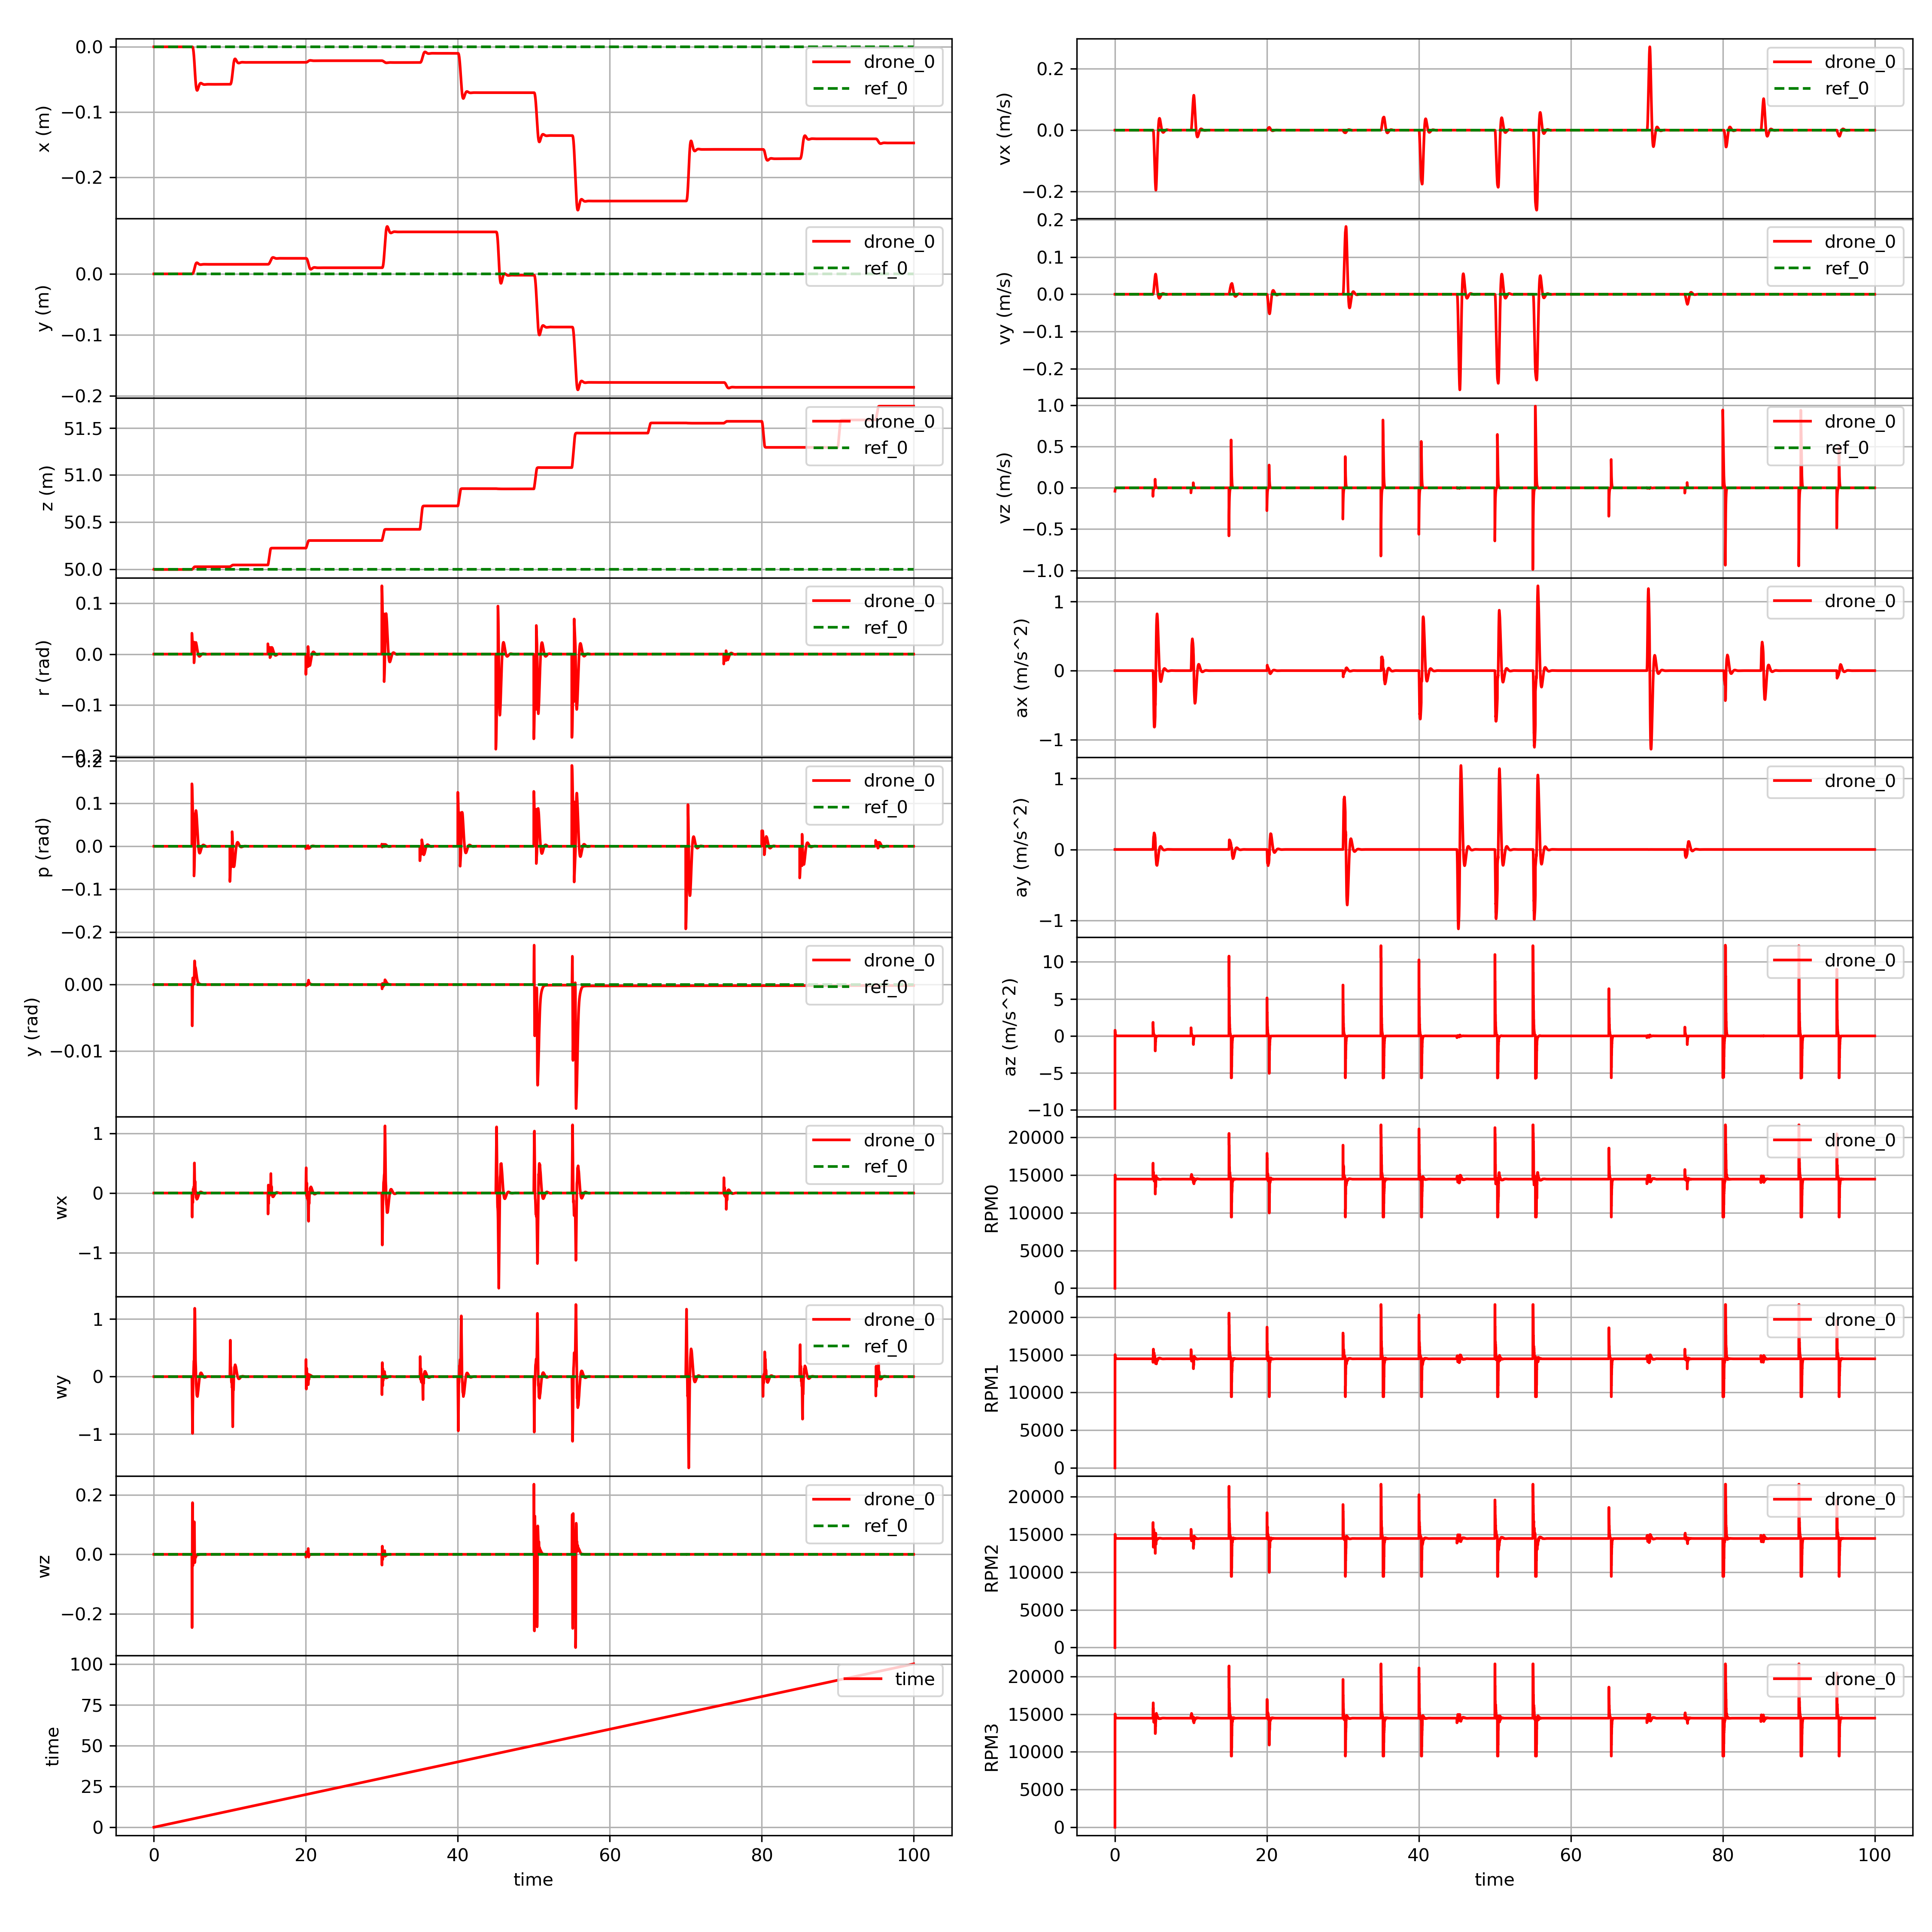 0.0
−0.1
−0.2
x (m)
drone_0
ref_0
0.0
−0.1
−0.2
y (m)
drone_0
ref_0
51.5
51.0
50.5
50.0
z (m)
drone_0
ref_0
0.1
0.0
−0.1
−0.2
r (rad)
drone_0
ref_0
0.2
0.1
0.0
−0.1
−0.2
p (rad)
drone_0
ref_0
0.00
−0.01
y (rad)
drone_0
ref_0
1
0
−1
wx
drone_0
ref_0
1
0
−1
wy
drone_0
ref_0
0.2
0.0
−0.2
wz
drone_0
ref_0
100
75
50
25
0
time
time
0 20 40 60 80 100
time
0.2
0.0
−0.2
vx (m/s)
drone_0
ref_0
0.2
0.1
0.0
−0.1
−0.2
vy (m/s)
drone_0
ref_0
1.0
0.5
0.0
−0.5
−1.0
vz (m/s)
drone_0
ref_0
1
0
−1
ax (m/s^2)
drone_0
1
0
−1
ay (m/s^2)
drone_0
10
5
0
−5
−10
az (m/s^2)
drone_0
20000
15000
10000
5000
0
RPM0
drone_0
20000
15000
10000
5000
0
RPM1
drone_0
20000
15000
10000
5000
0
RPM2
drone_0
20000
15000
10000
5000
0
RPM3
drone_0
0 20 40 60 80 100
time